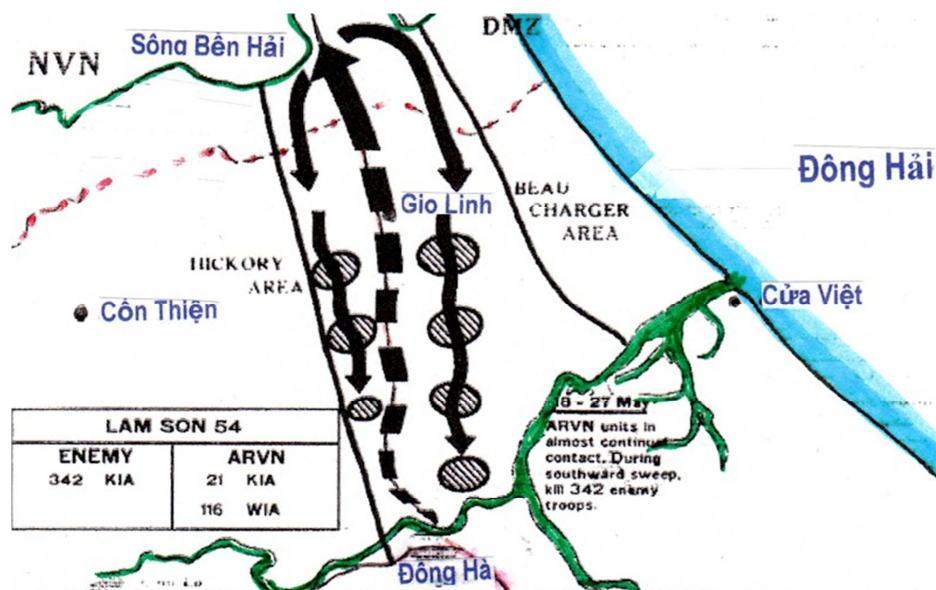 DMZ
Sông Bến Hải
NVN
Đông Hải
Gio Linh
BEAU
CHARGER
AREA
HICKORY
AREA
Cồn Thiện
Cửa Việt
LAM SON 54
ENEMY
342 KIA
ARVN
21 KIA
116 WIA
18 - 27 May
ARVN units in
almost continual
contact. During
southward sweep,
kill 342 enemy
troops.
Đông Hà